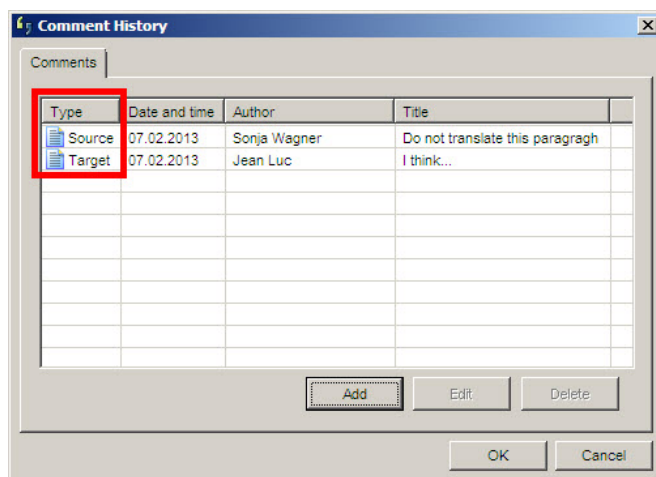 Comment History
Comments
Type Date and time Author Title
Source 07.02.2013 Sonja Wagner Do not translate this paragragh
Target 07.02.2013 Jean Luc I think...
Add Edit Delete
OK Cancel